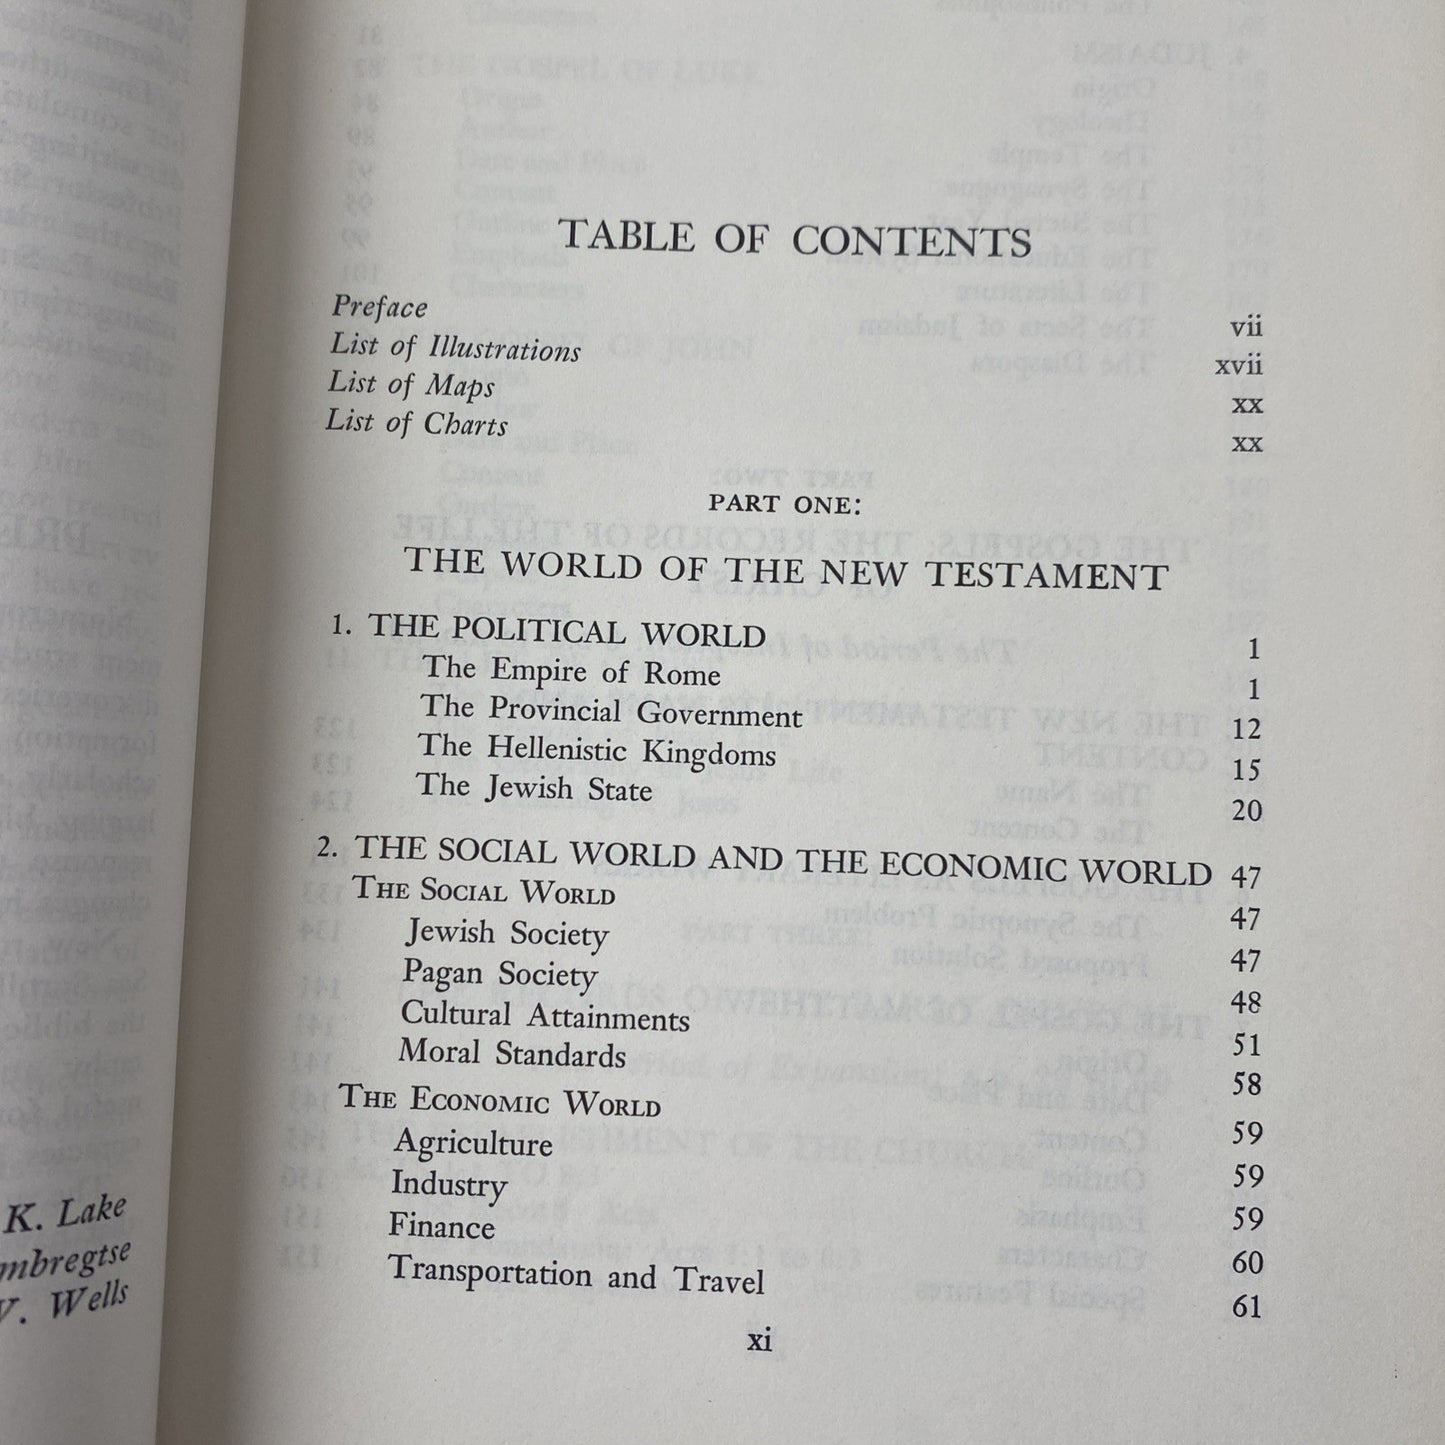 TABLE OF CONTENTS
Preface vii
List of Illustrations xvii
List of Maps xx
List of Charts xx
PART ONE:
THE WORLD OF THE NEW TESTAMENT
1. THE POLITICAL WORLD 1
The Empire of Rome 1
The Provincial Government 12
The Hellenistic Kingdoms 15
The Jewish State 20
2. THE SOCIAL WORLD AND THE ECONOMIC WORLD 47
THE SOCIAL WORLD 47
Jewish Society 47
Pagan Society 48
Cultural Attainments 51
Moral Standards 58
THE ECONOMIC WORLD 59
Agriculture 59
Industry 59
Finance 60
Transportation and Travel 61
xi
K. Lake
Wells